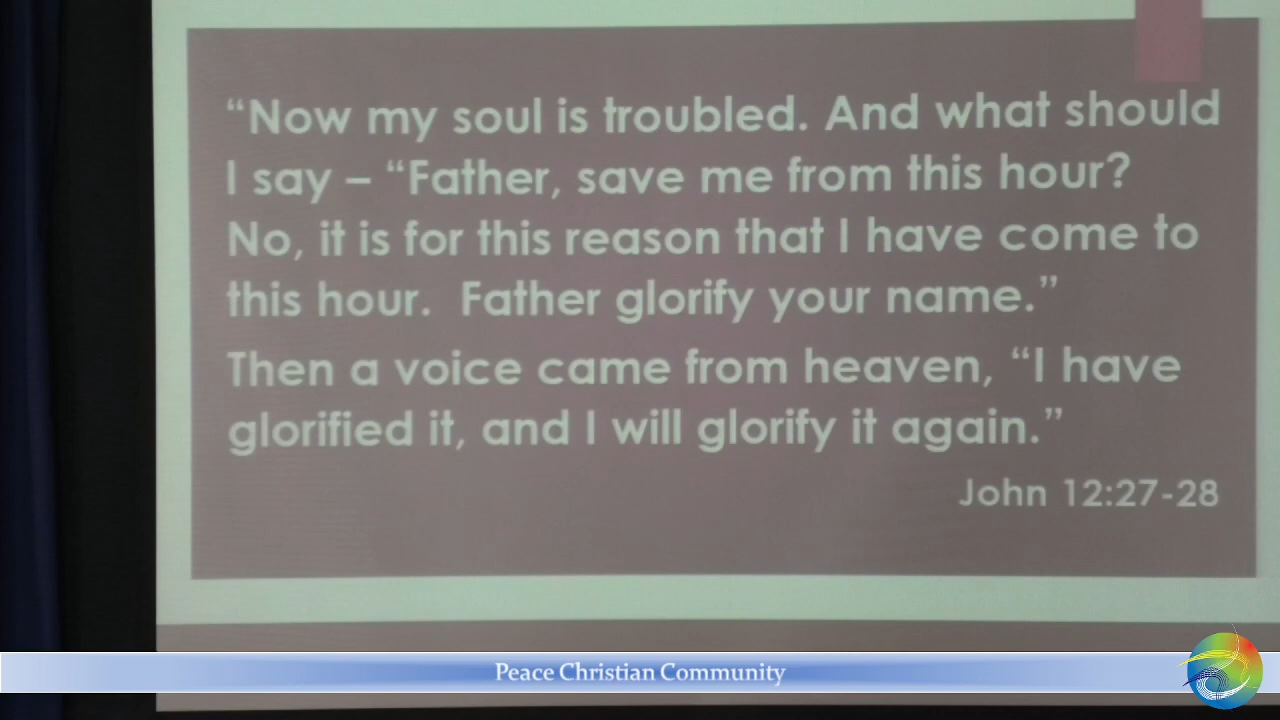 “Now my soul is troubled. And what should
I say – “Father, save me from this hour?
No, it is for this reason that I have come to
this hour.  Father glorify your name.”
Then a voice came from heaven, “I have
glorified it, and I will glorify it again.”
John 12:27-28
Peace Christian Community